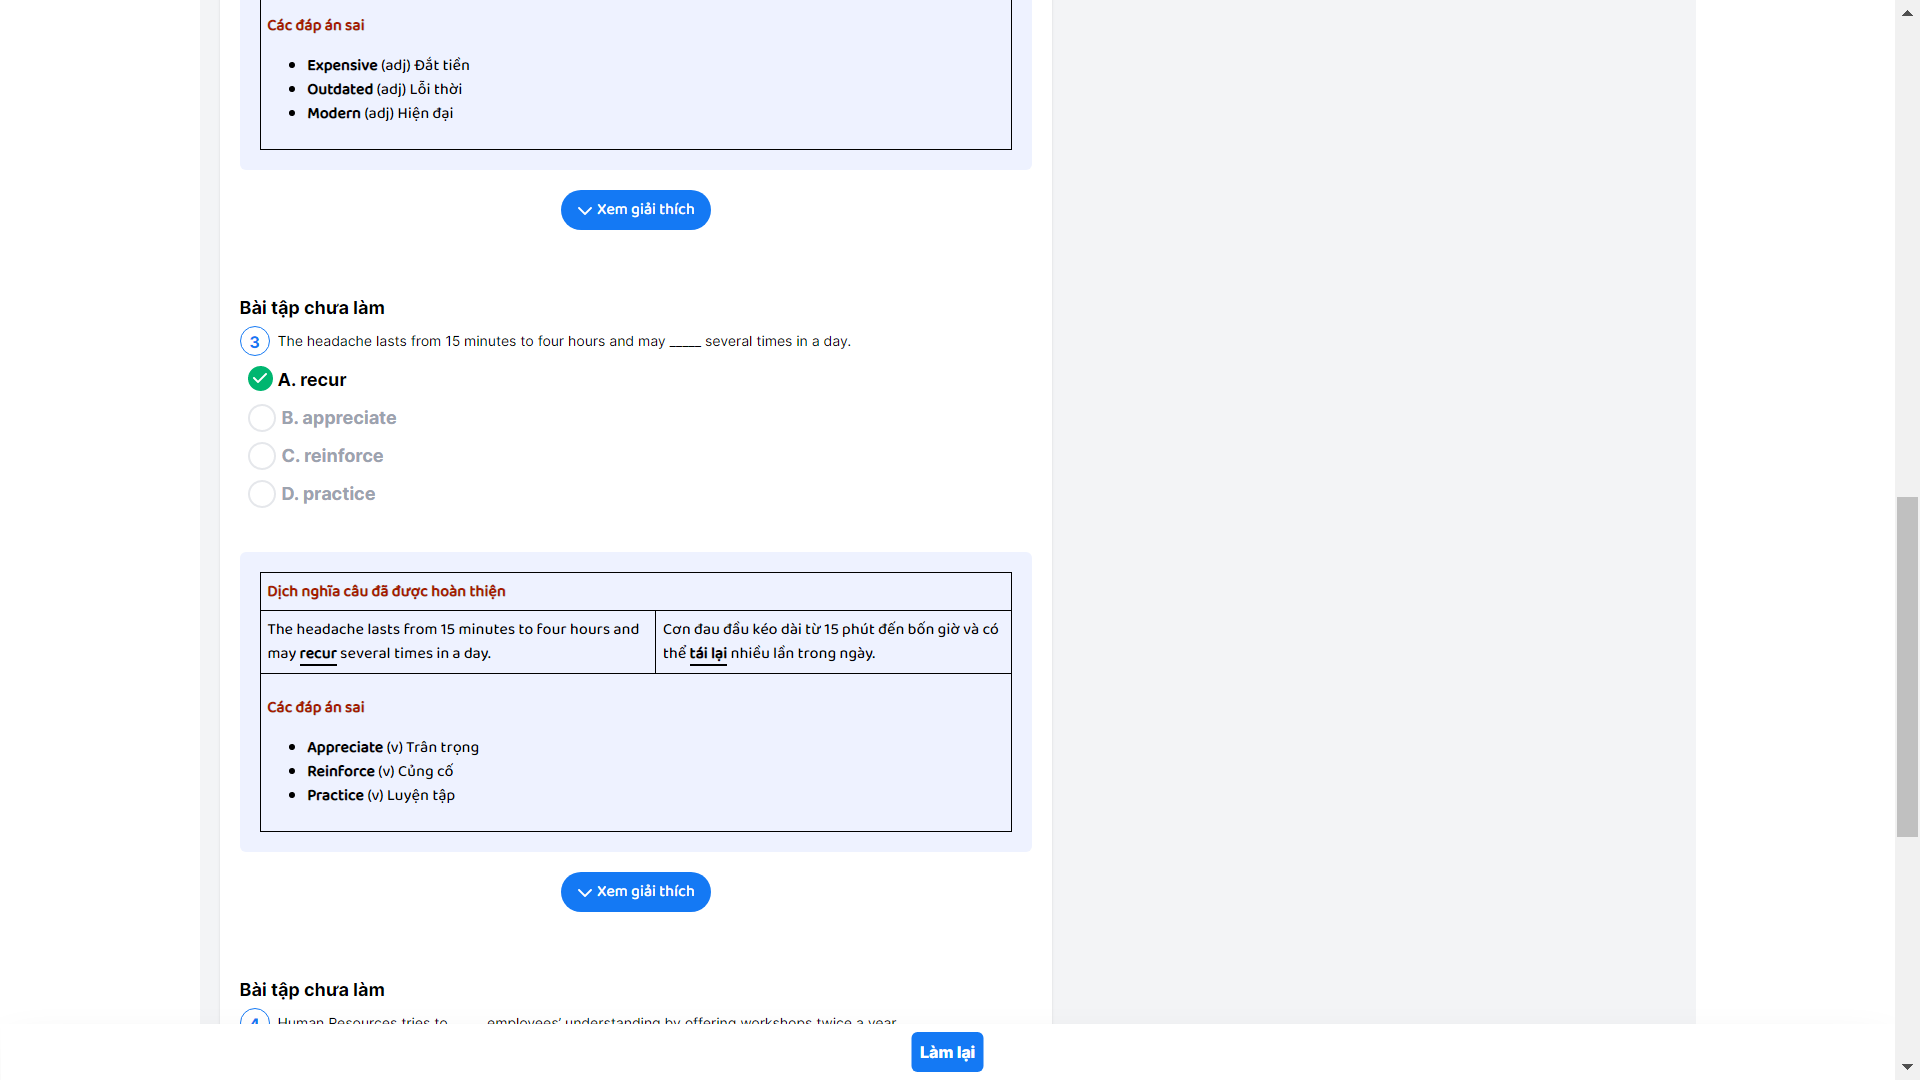 Các đáp án sai
Expensive (adj) Đắt tiền
Outdated (adj) Lỗi thời
Modern (adj) Hiện đại
Xem giải thích
Bài tập chưa làm
3 The headache lasts from 15 minutes to four hours and may _____ several times in a day.
A. recur
B. appreciate
C. reinforce
D. practice
Dịch nghĩa câu đã được hoàn thiện
The headache lasts from 15 minutes to four hours and
may recur several times in a day.
Cơn đau đầu kéo dài từ 15 phút đến bốn giờ và có
thể tái lại nhiều lần trong ngày.
Các đáp án sai
Appreciate (v) Trân trọng
Reinforce (v) Củng cố
Practice (v) Luyện tập
Xem giải thích
Bài tập chưa làm
4 Human Resources tries to _____ employees’ understanding by offering workshops twice a year
Làm lại